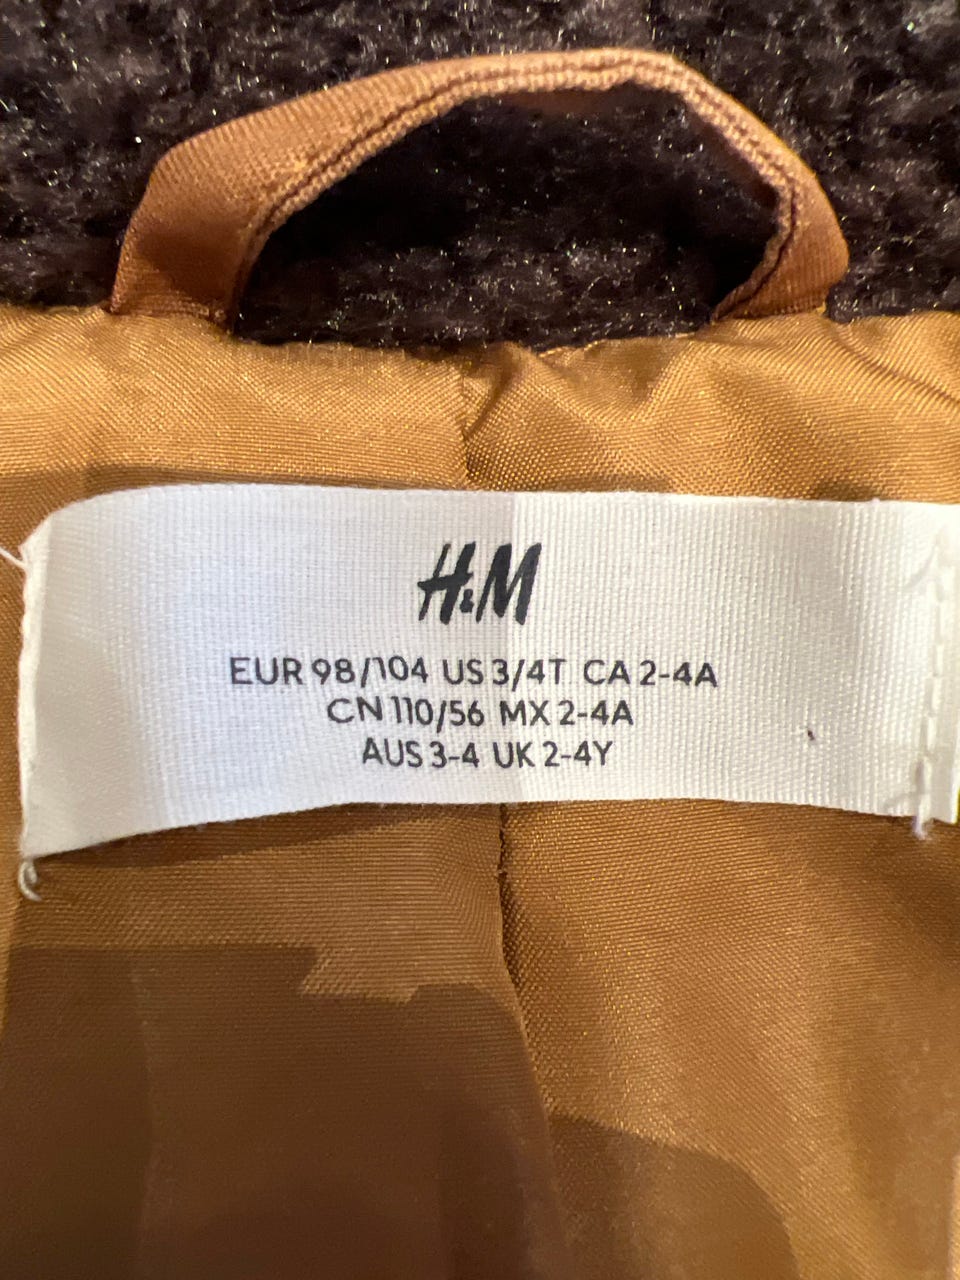 H&M
EUR 98/104 US 3/4T CA 2-4A
CN 110/56 MX 2-4A
AUS 3-4 UK 2-4Y